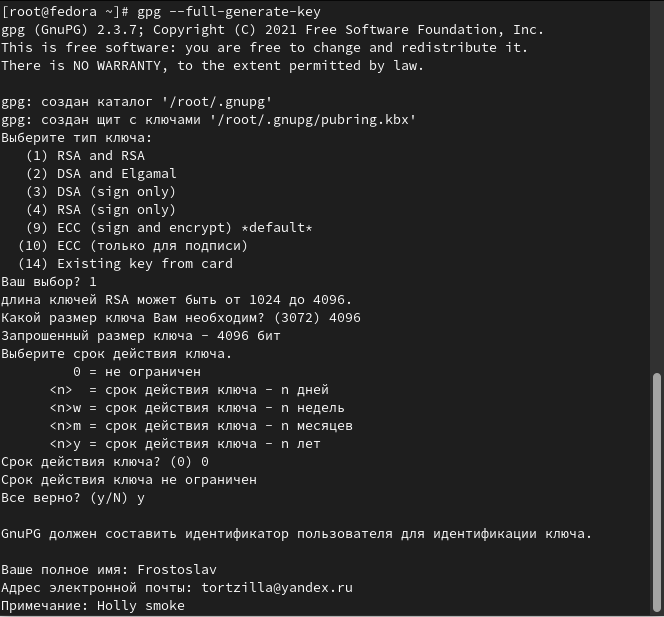 [root@fedora ~]# gpg --full-generate-key
gpg (GnuPG) 2.3.7; Copyright (C) 2021 Free Software Foundation, Inc.
This is free software: you are free to change and redistribute it.
There is NO WARRANTY, to the extent permitted by law.

gpg: создан каталог '/root/.gnupg'
gpg: создан щит с ключами '/root/.gnupg/pubring.kbx'
Выберите тип ключа:
   (1) RSA and RSA
   (2) DSA and Elgamal
   (3) DSA (sign only)
   (4) RSA (sign only)
   (9) ECC (sign and encrypt) *default*
  (10) ECC (только для подписи)
  (14) Existing key from card
Ваш выбор? 1
длина ключей RSA может быть от 1024 до 4096.
Какой размер ключа Вам необходим? (3072) 4096
Запрошенный размер ключа - 4096 бит
Выберите срок действия ключа.
         0 = не ограничен
      <n>  = срок действия ключа - n дней
      <n>w = срок действия ключа - n недель
      <n>m = срок действия ключа - n месяцев
      <n>y = срок действия ключа - n лет
Срок действия ключа? (0) 0
Срок действия ключа не ограничен
Все верно? (y/N) y

GnuPG должен составить идентификатор пользователя для идентификации ключа.

Ваше полное имя: Frostoslav
Адрес электронной почты: tortzilla@yandex.ru
Примечание: Holly smoke